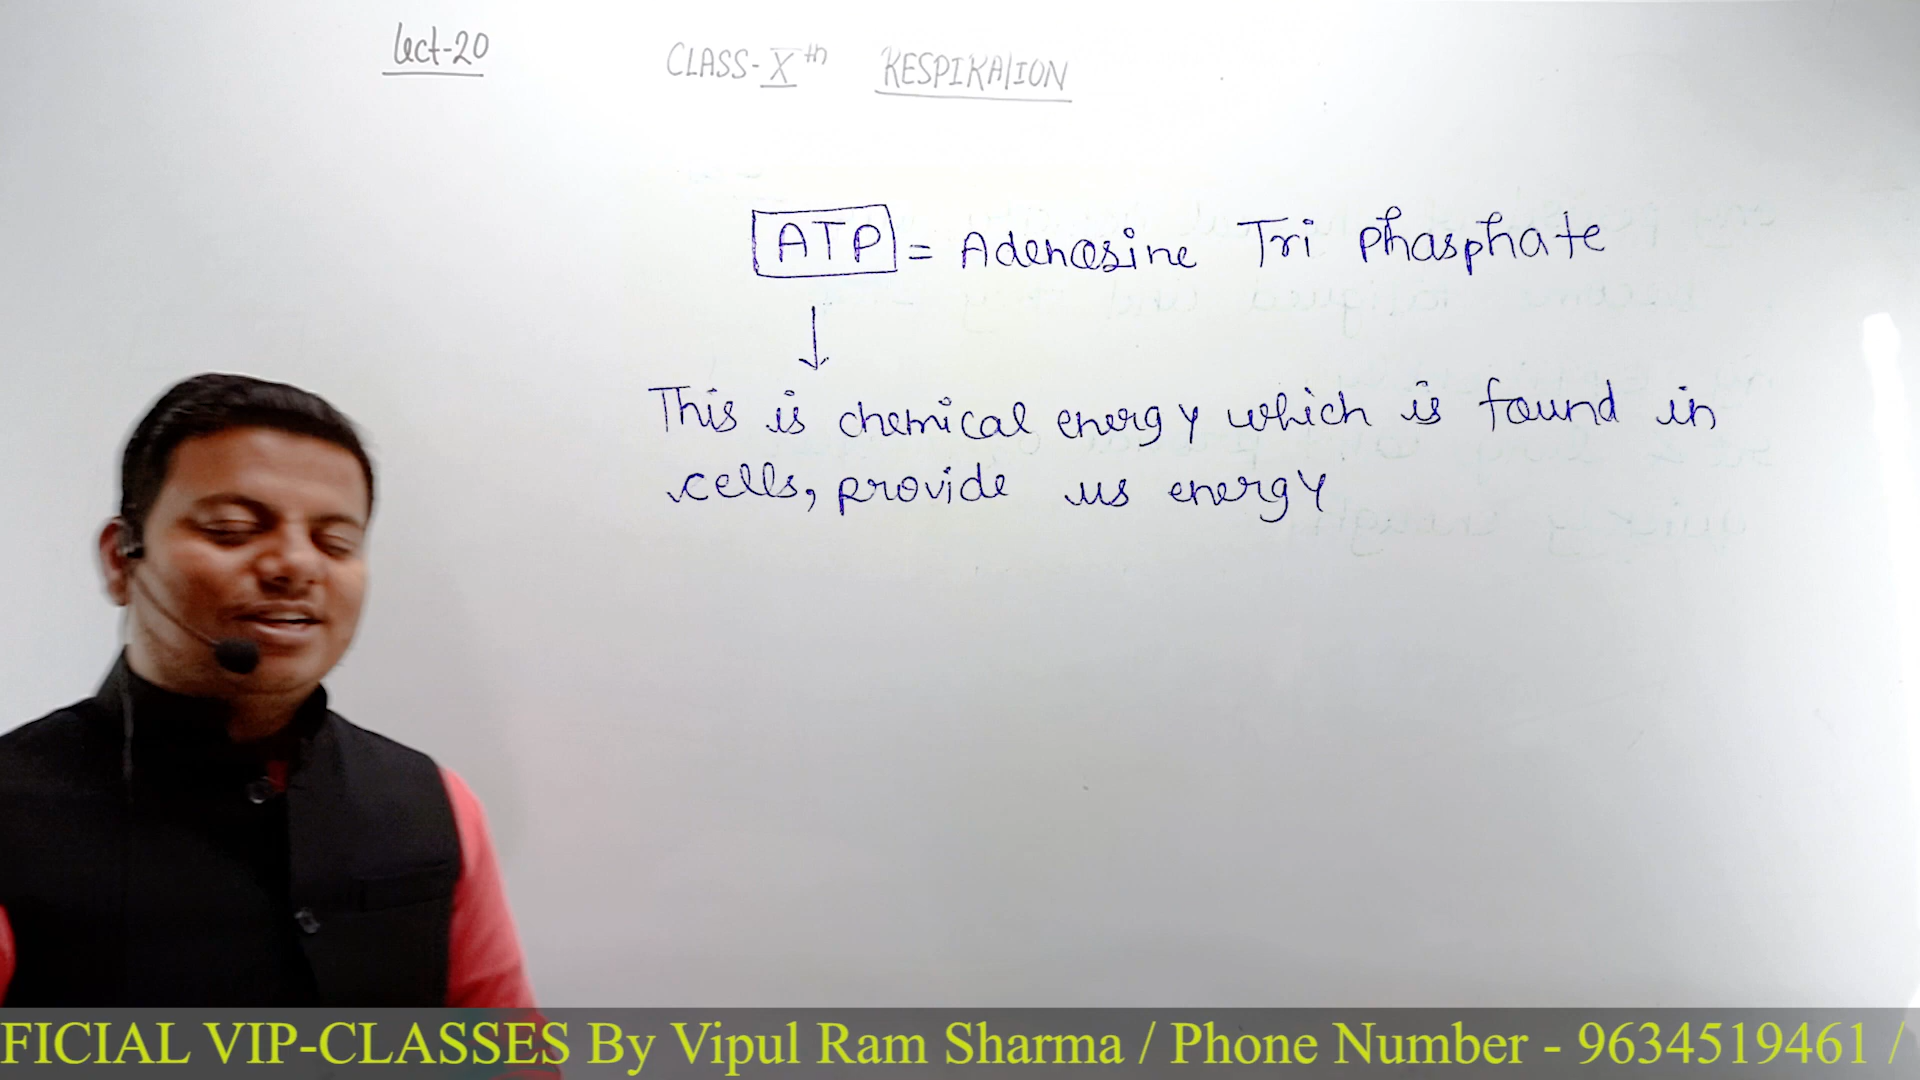 Lect-20
CLASS-Xth RESPIRATION
ATP = Adenosine Tri Phosphate
This is chemical energy which is found in
cells, provide us energy
FICIAL VIP-CLASSES By Vipul Ram Sharma / Phone Number - 9634519461 /